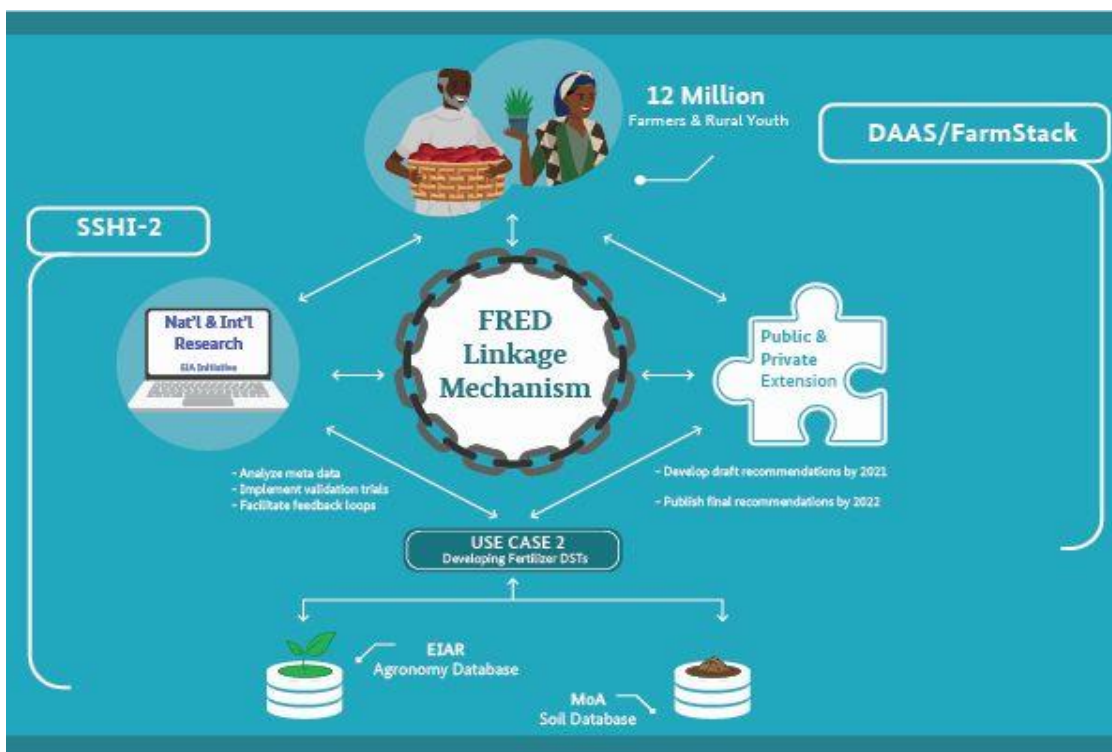 12 Million
Farmers & Rural Youth
DAAS/FarmStack
SSHI-2
Nat'l & Int'l
Research
EIA Initiative
FRED
Linkage
Mechanism
Public &
Private
Extension
- Analyze meta data
- Implement validation trials
- Facilitate feedback loops
- Develop draft recommendations by 2021
- Publish final recommendations by 2022
USE CASE 2
Developing Fertilizer DSTs
EIAR
Agronomy Database
MoA
Soil Database